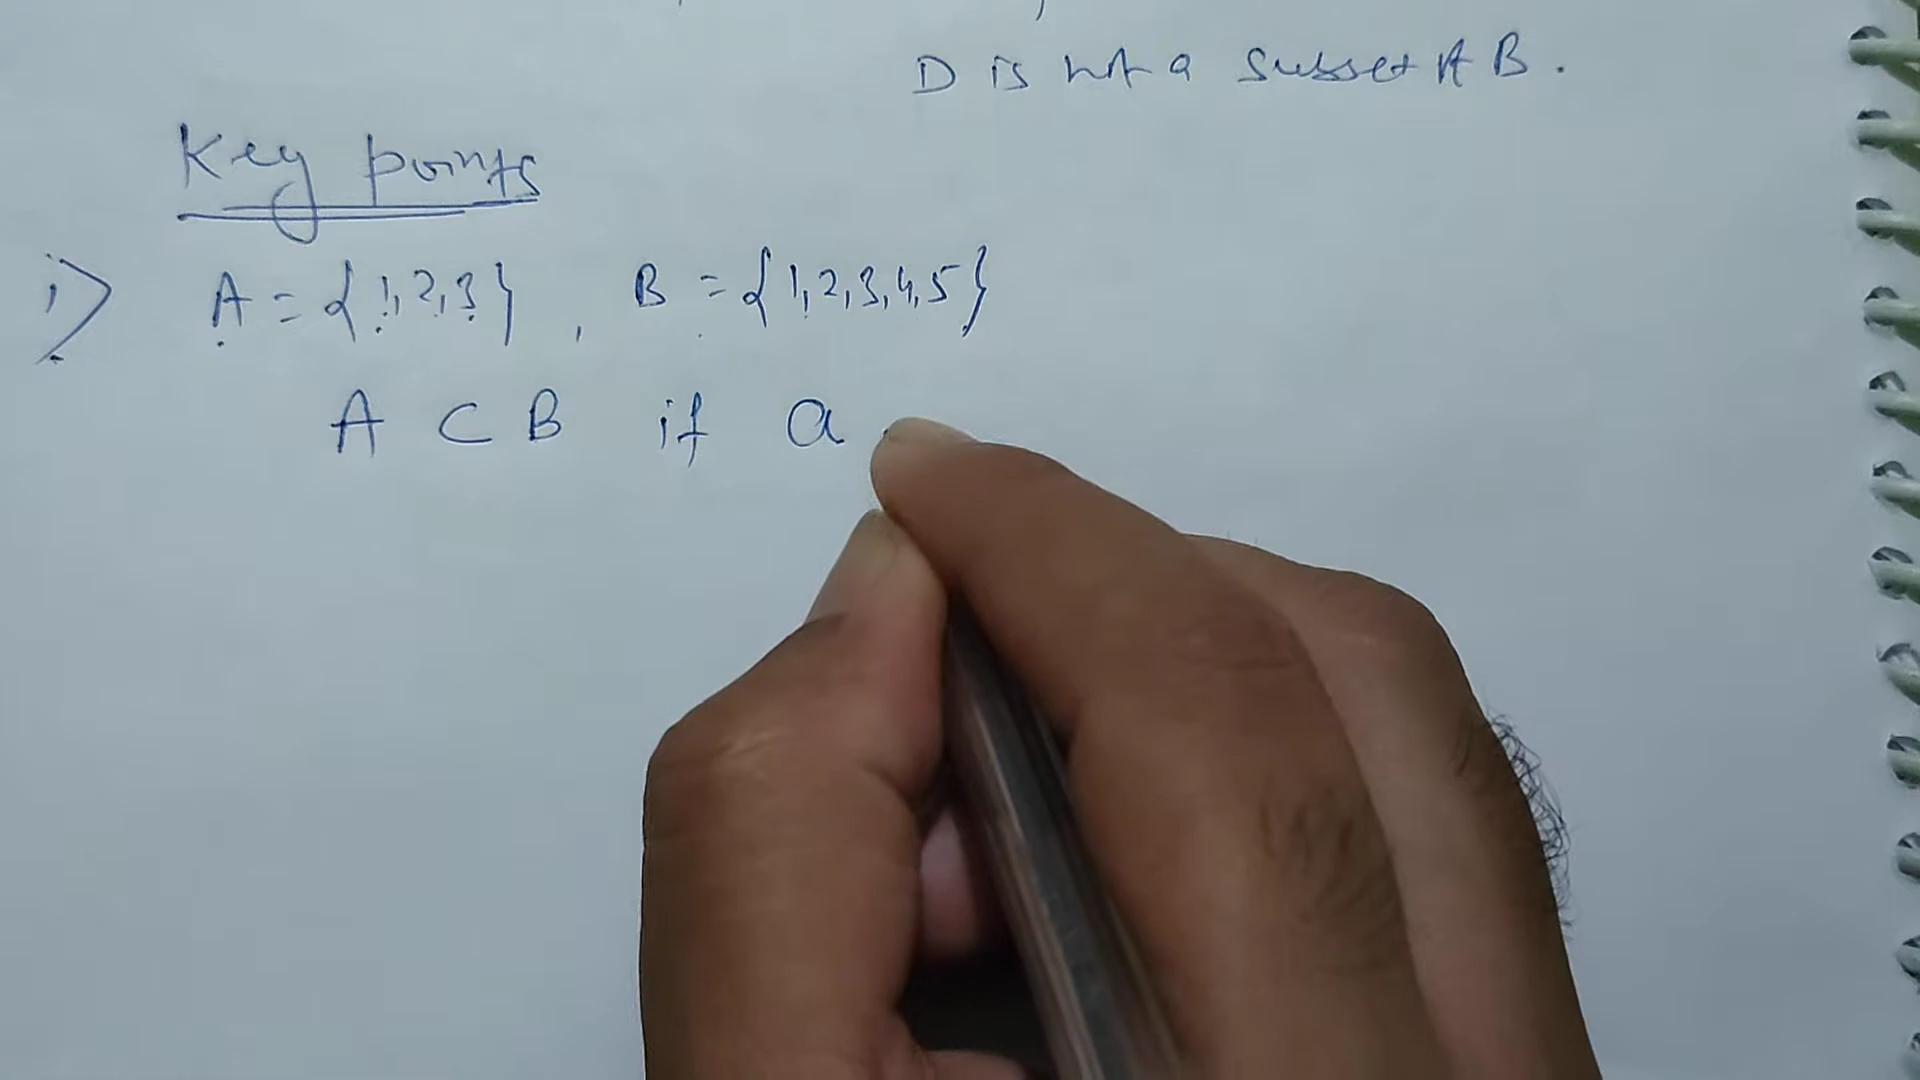 D is not a subset of B.
Key points
i) A = {1,2,3}, B = {1,2,3,4,5}
A ⊂ B if a